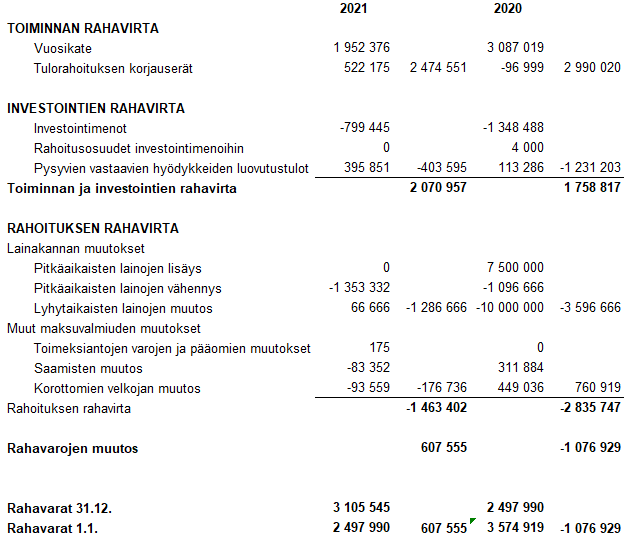 2021 2020
TOIMINNAN RAHAVIRTA
Vuosikate 1 952 376 3 087 019
Tulorahoituksen korjauserät 522 175 2 474 551 -96 999 2 990 020
INVESTOINTIEN RAHAVIRTA
Investointimenot -799 445 -1 348 488
Rahoitusosuudet investointimenoihin 0 4 000
Pysyvien vastaavien hyödykkeiden luovutustulot 395 851 -403 595 113 286 -1 231 203
Toiminnan ja investointien rahavirta 2 070 957 1 758 817
RAHOITUKSEN RAHAVIRTA
Lainakannan muutokset
Pitkäaikaisten lainojen lisäys 0 7 500 000
Pitkäaikaisten lainojen vähennys -1 353 332 -1 096 666
Lyhytaikaisten lainojen muutos 66 666 -1 286 666 -10 000 000 -3 596 666
Muut maksuvalmiuden muutokset
Toimeksiantojen varojen ja pääomien muutokset 175 0
Saamisten muutos -83 352 311 884
Korottomien velkojan muutos -93 559 -176 736 449 036 760 919
Rahoituksen rahavirta -1 463 402 -2 835 747
Rahavarojen muutos 607 555 -1 076 929
Rahavarat 31.12. 3 105 545 2 497 990
Rahavarat 1.1. 2 497 990 607 555 3 574 919 -1 076 929